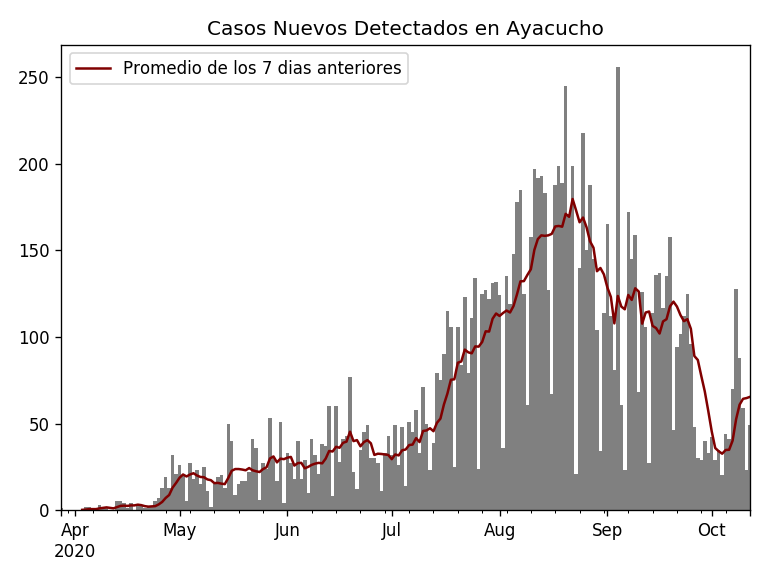 Casos Nuevos Detectados en Ayacucho
Promedio de los 7 dias anteriores
250
200
150
100
50
0
Apr May Jun Jul Aug Sep Oct
2020